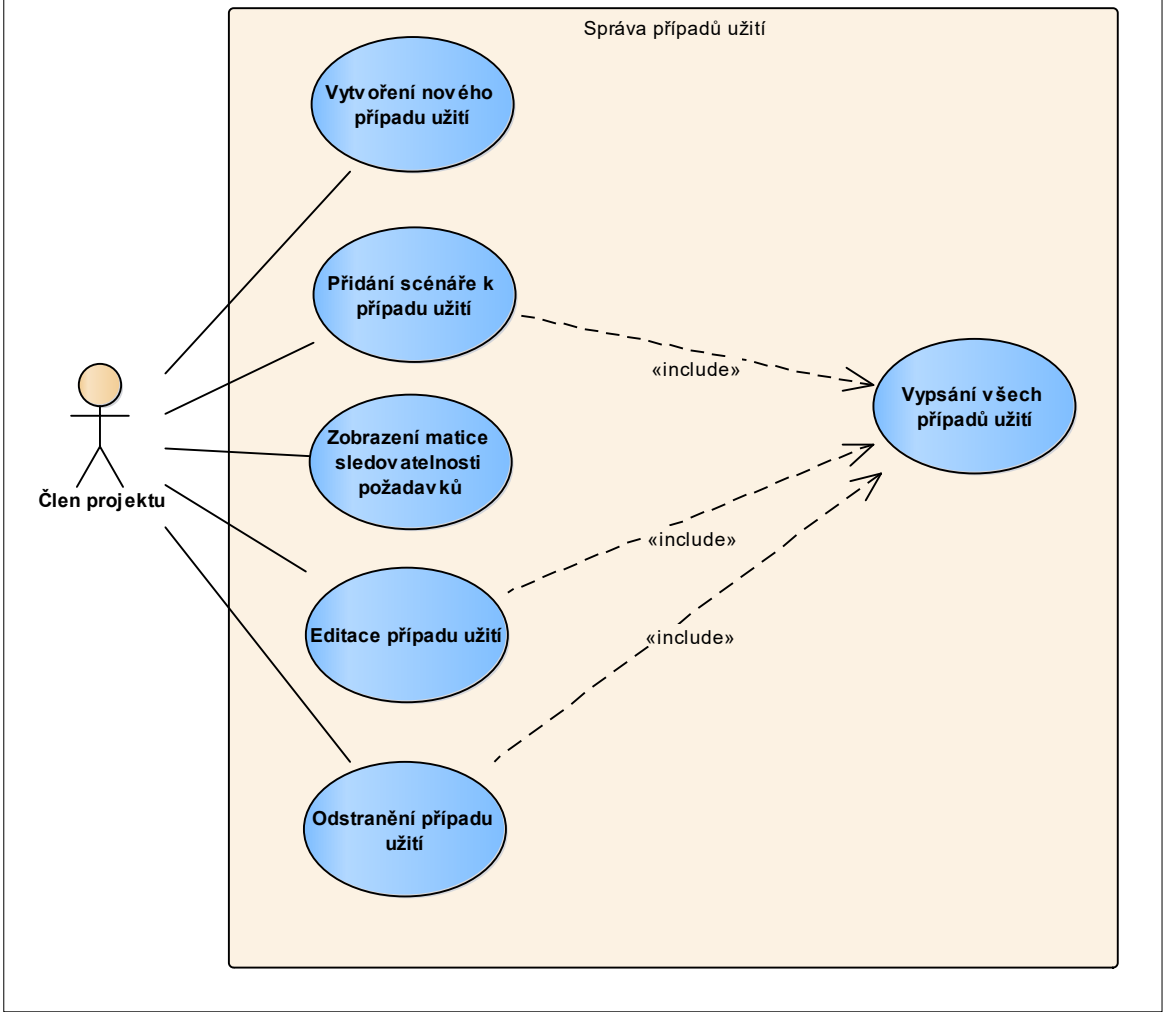 Správa případů užití
Vytvoření nového
případu užití
Přidání scénáře k
případu užití
«include»
Vypsání všech
případů užití
Zobrazení matice
sledovatelnosti
požadavků
Člen projektu
«include»
Editace případu užití
«include»
Odstranění případu
užití